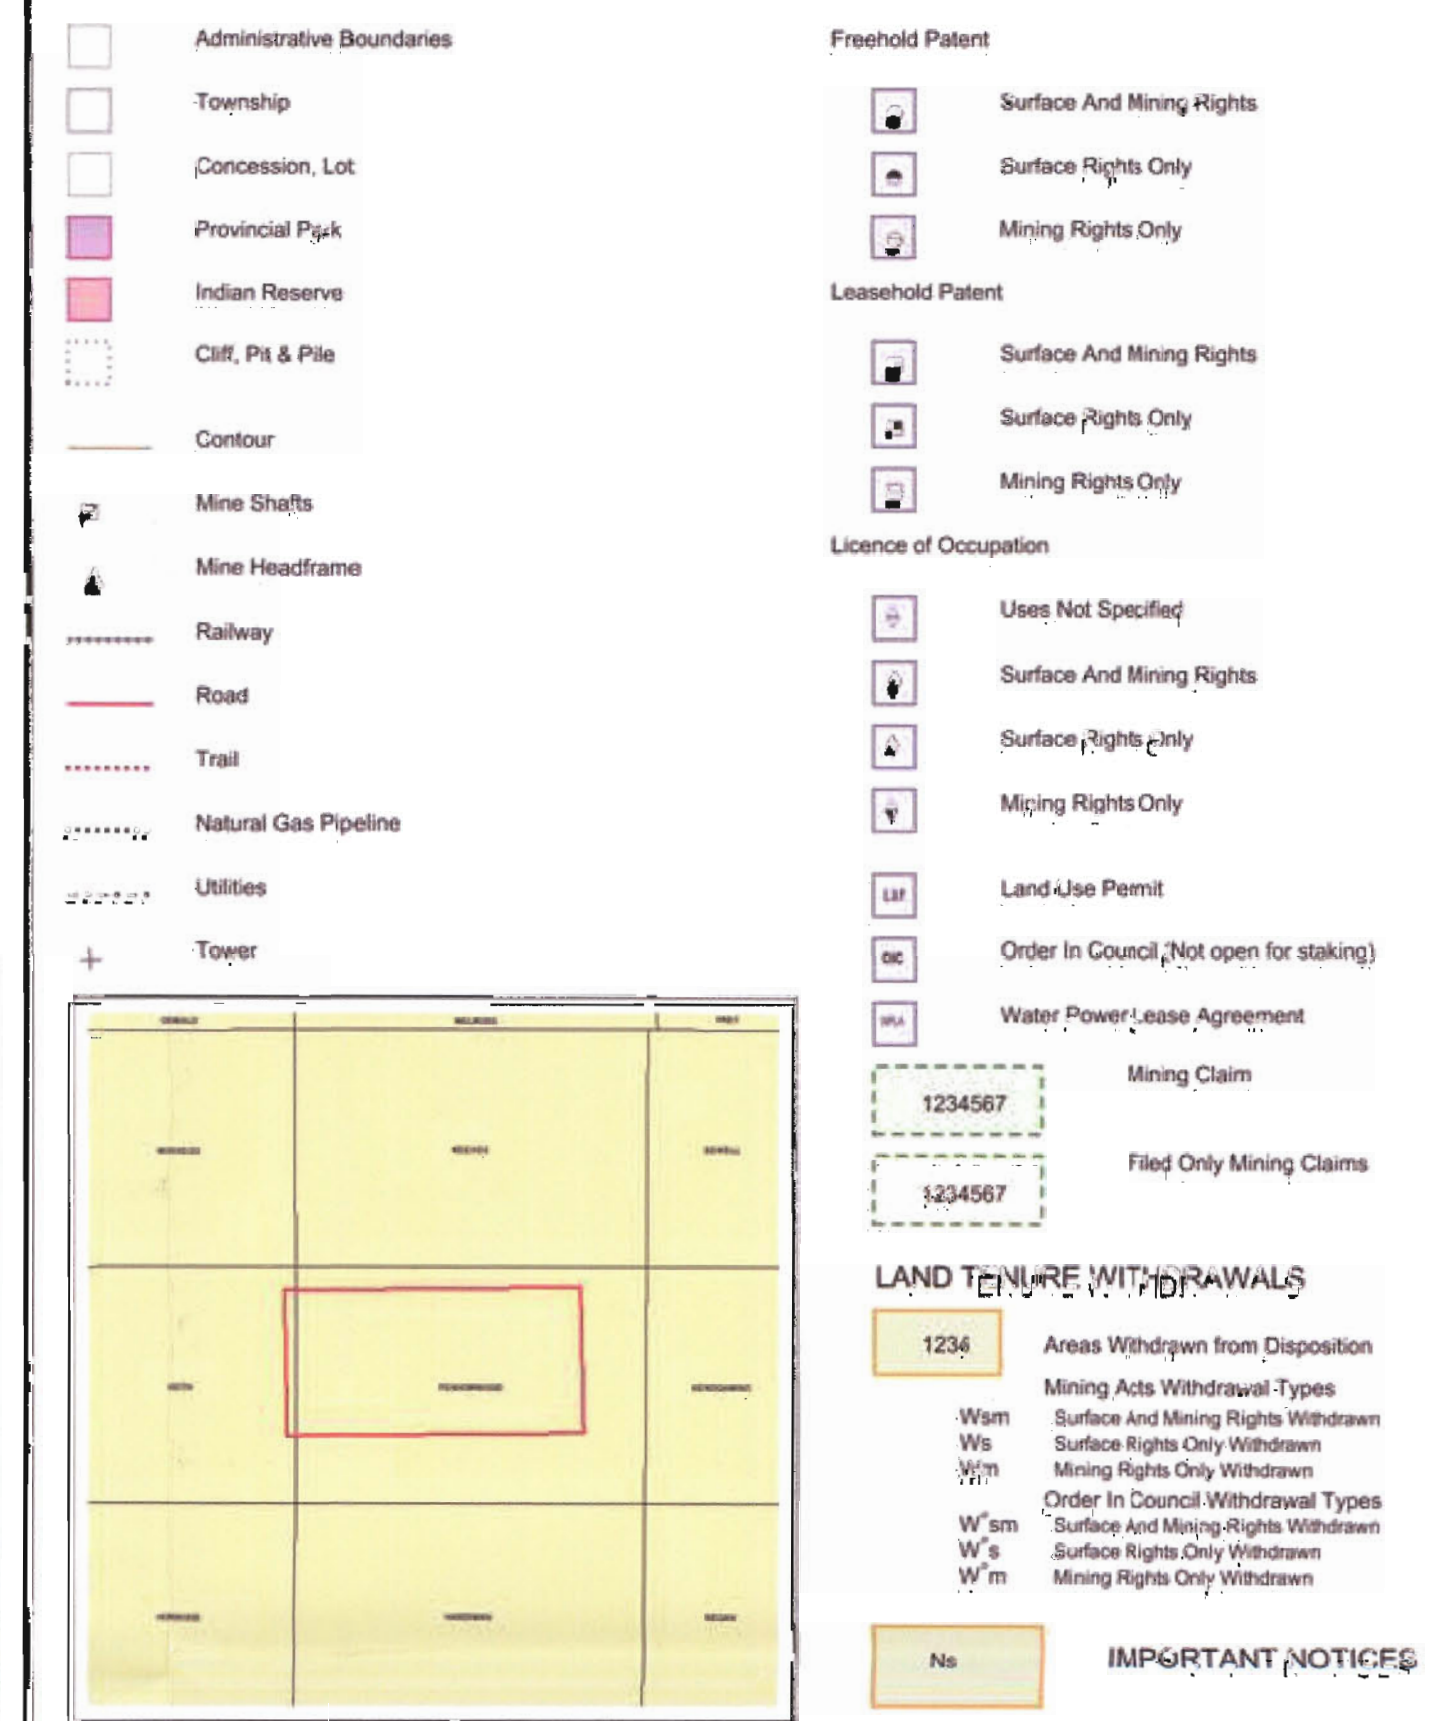 Administrative Boundaries
Township
Concession, Lot
Provincial Park
Indian Reserve
Cliff, Pit & Pile
Contour
Mine Shafts
Mine Headframe
Railway
Road
Trail
Natural Gas Pipeline
Utilities
Tower
Freehold Patent
Surface And Mining Rights
Surface Rights Only
Mining Rights Only
Leasehold Patent
Surface And Mining Rights
Surface Rights Only
Mining Rights Only
Licence of Occupation
Uses Not Specified
Surface And Mining Rights
Surface Rights Only
Mining Rights Only
LUP Land Use Permit
OIC Order In Council (Not open for staking)
Water Power Lease Agreement
1234567 Mining Claim
1234567 Filed Only Mining Claims
LAND TENURE WITHDRAWALS
1234 Areas Withdrawn from Disposition
Mining Acts Withdrawal Types
Wsm Surface And Mining Rights Withdrawn
Ws Surface Rights Only Withdrawn
Wm Mining Rights Only Withdrawn
Order In Council Withdrawal Types
W*sm Surface And Mining Rights Withdrawn
W*s Surface Rights Only Withdrawn
W*m Mining Rights Only Withdrawn
Ns IMPORTANT NOTICES